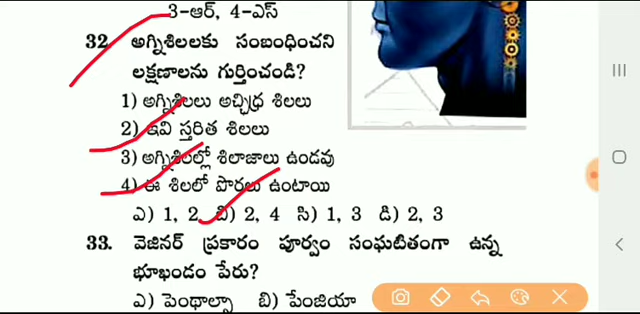 3-ఆర్, 4-ఎస్
32. అగ్నిశిలలకు సంబంధించని
లక్షణాలను గుర్తించండి?
1) అగ్నిశిలలు అచ్ఛిద్ర శిలలు
2) ఇవి స్తరిత శిలలు
3) అగ్నిశిలల్లో శిలాజాలు ఉండవు
4) ఈ శిలలో పొరలు ఉంటాయి
ఎ) 1, 2 బి) 2, 4 సి) 1, 3 డి) 2, 3
33. వెజినర్ ప్రకారం పూర్వం సంఘటితంగా ఉన్న
భూఖండం పేరు?
ఎ) పెంథాల్సా బి) పేంజియా